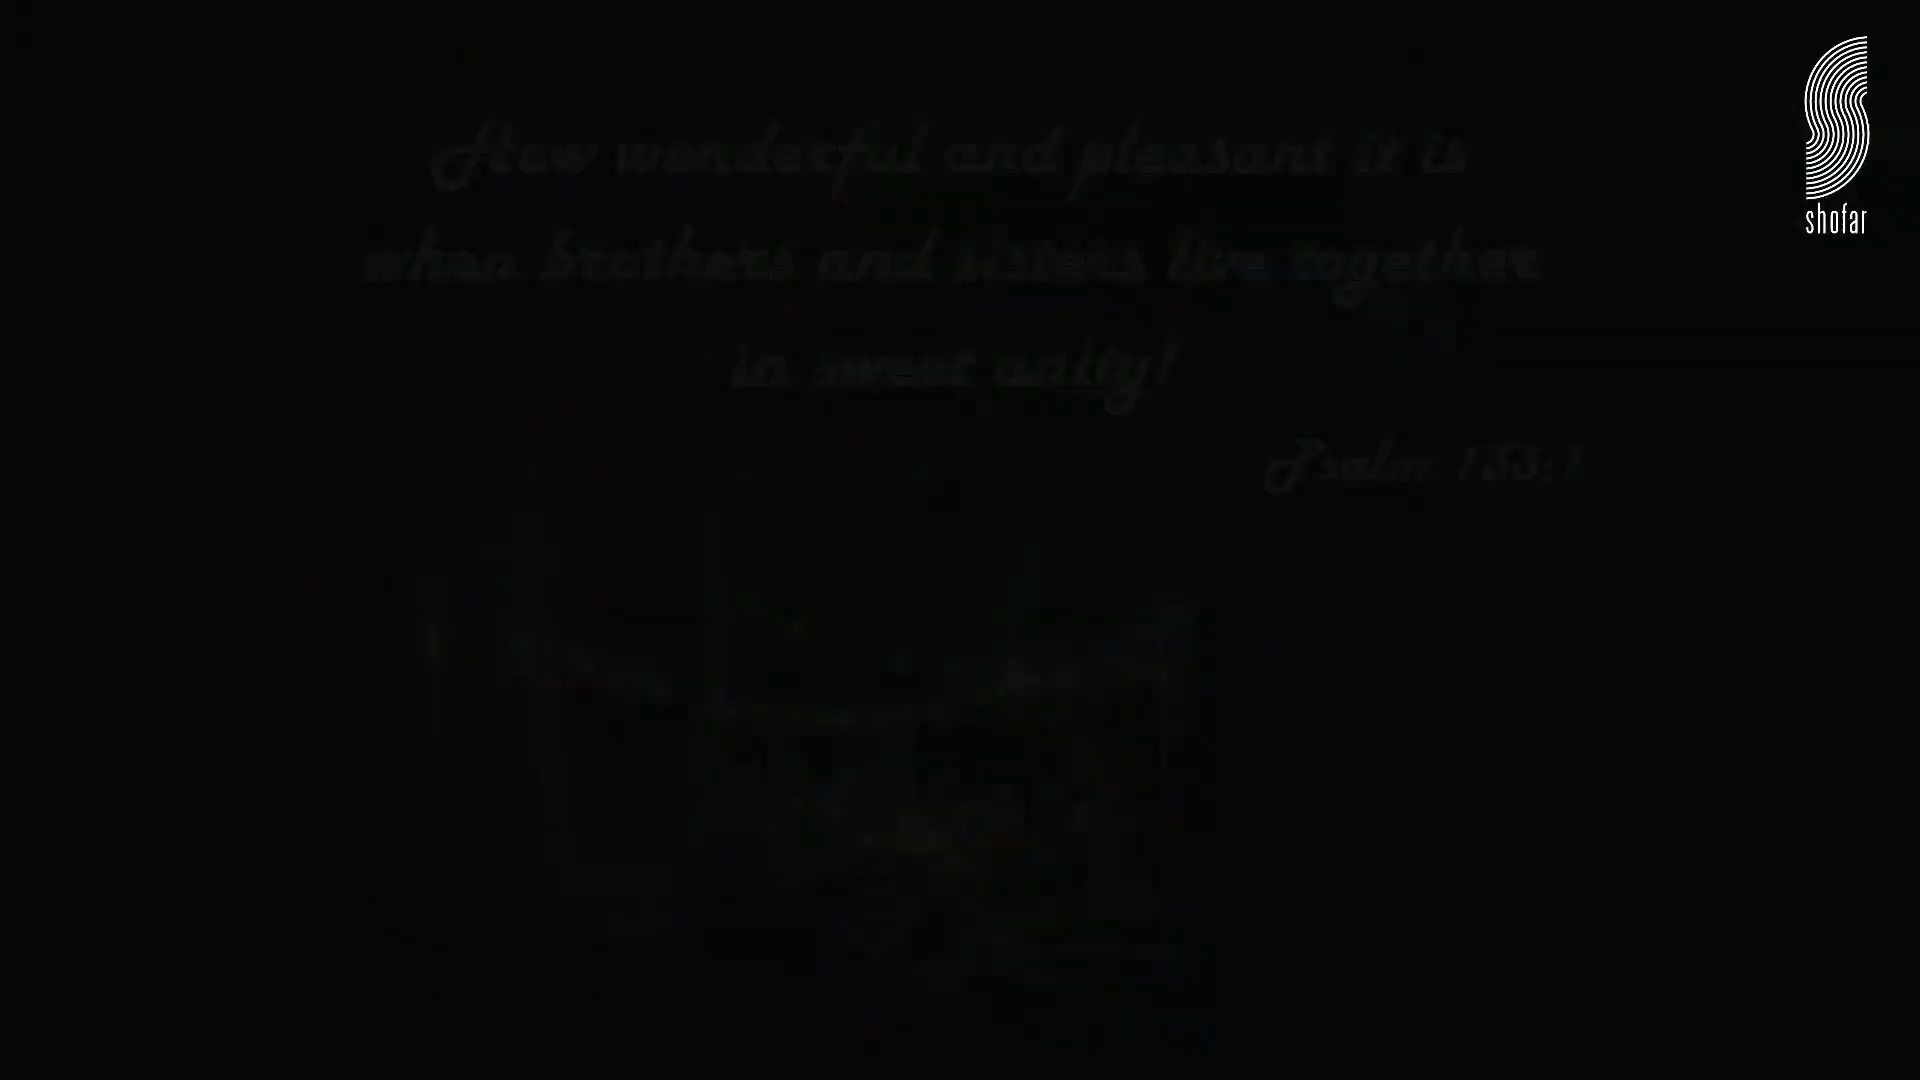 How wonderful and pleasant it is
when brothers and sisters live together
in sweet unity!
Psalm 133:1
shofar